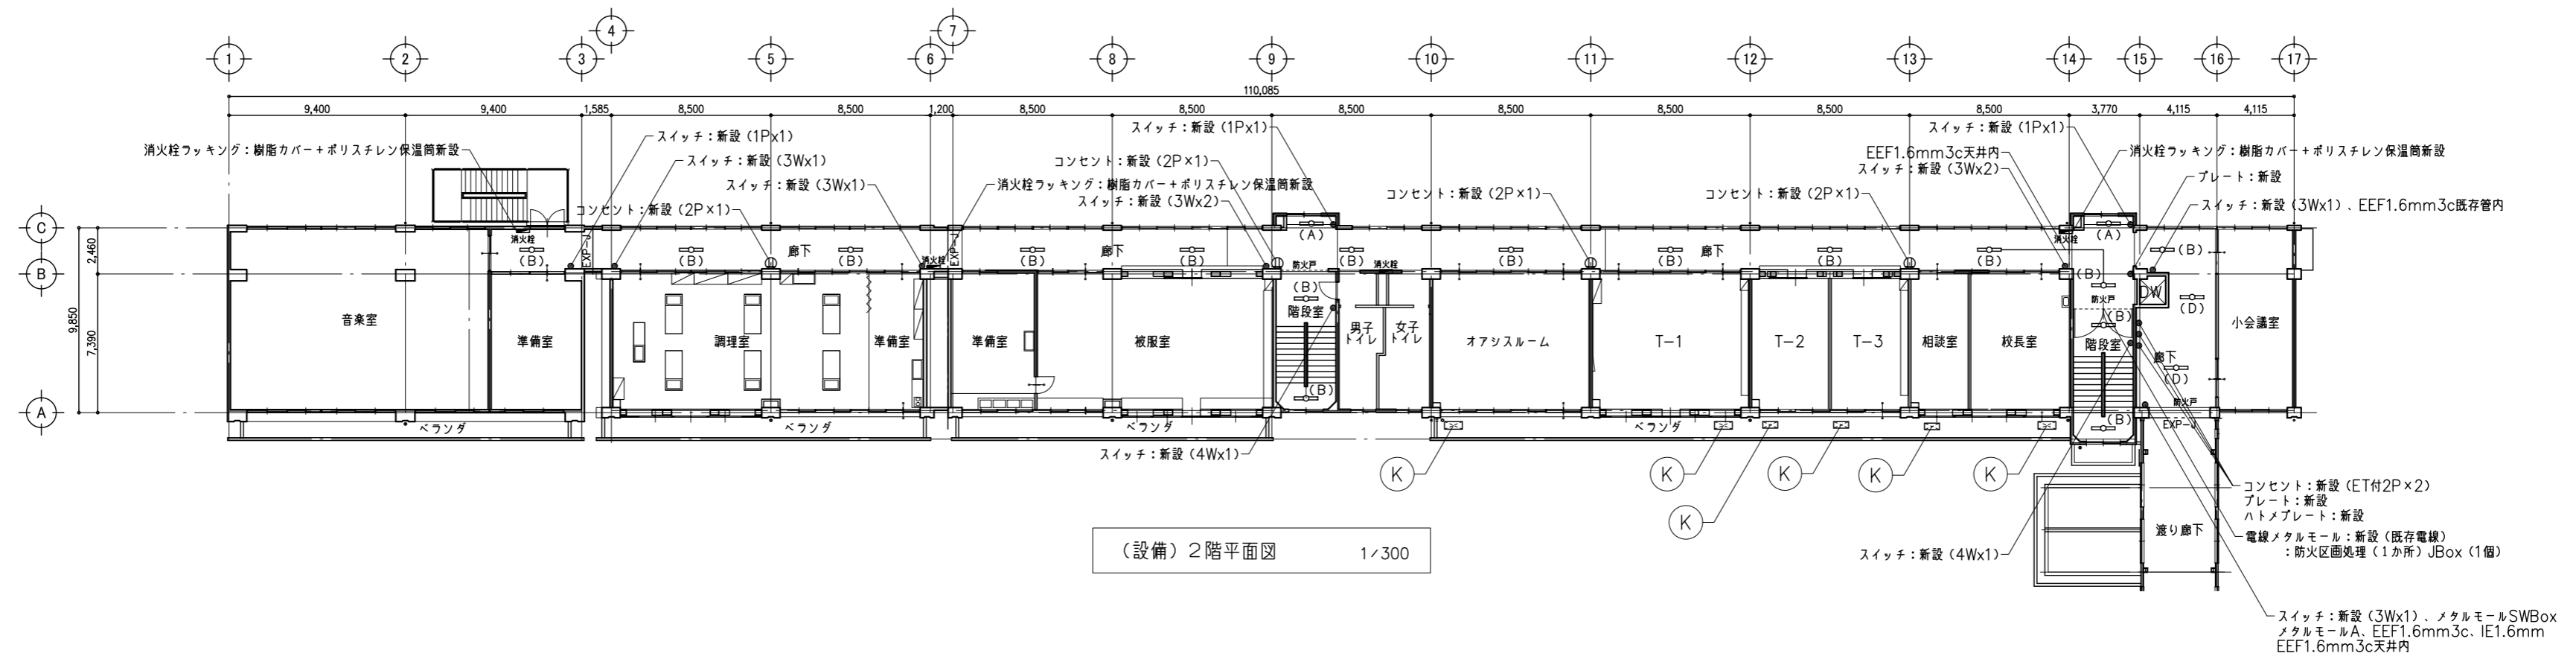 4
7
1
2
3
5
6
8
9
10
11
12
13
14
15
16
17
110,085
9,400
9,400
1,585
8,500
8,500
1,200
8,500
8,500
8,500
8,500
8,500
8,500
8,500
3,770
4,115
4,115
スイッチ：新設（1Px1）
スイッチ：新設（1Px1）
スイッチ：新設（1Px1）
消火栓ラッキング：樹脂カバー＋ポリスチレン保温筒新設
スイッチ：新設（3Wx1）
コンセント：新設（2P×1）
EEF1.6mm3c天井内
スイッチ：新設（3Wx2）
消火栓ラッキング：樹脂カバー＋ポリスチレン保温筒新設
スイッチ：新設（3Wx1）
消火栓ラッキング：樹脂カバー＋ポリスチレン保温筒新設
スイッチ：新設（3Wx2）
コンセント：新設（2P×1）
コンセント：新設（2P×1）
プレート：新設
コンセント：新設（2P×1）
スイッチ：新設（3Wx1）、EEF1.6mm3c既存管内
C
B
A
2,460
9,850
7,390
消火栓
(B)
EXP-J
(B)
廊下
(B)
消火栓
EXP-J
(B)
廊下
(B)
(A)
(B)
防火戸
消火栓
(B)
(B)
廊下
(B)
(B)
消火栓
(A)
(B)
(B)
防火戸
DW
(D)
音楽室
準備室
調理室
準備室
準備室
被服室
(B)
階段室
(B)
男子
トイレ
女子
トイレ
オアシスルーム
T-1
T-2
T-3
相談室
校長室
(B)
階段室
(B)
廊下
(D)
防火戸
EXP-J
小会議室
ベランダ
ベランダ
ベランダ
ベランダ
スイッチ：新設（4Wx1）
K
K
K
K
K
K
K
コンセント：新設（ET付2P×2）
プレート：新設
ハトメプレート：新設
渡り廊下
電線メタルモール：新設（既存電線）
：防火区画処理（１か所）JBox（1個）
スイッチ：新設（4Wx1）
（設備）２階平面図　1/300
スイッチ：新設（3Wx1）、メタルモールSWBox
メタルモールA、EEF1.6mm3c、IE1.6mm
EEF1.6mm3c天井内